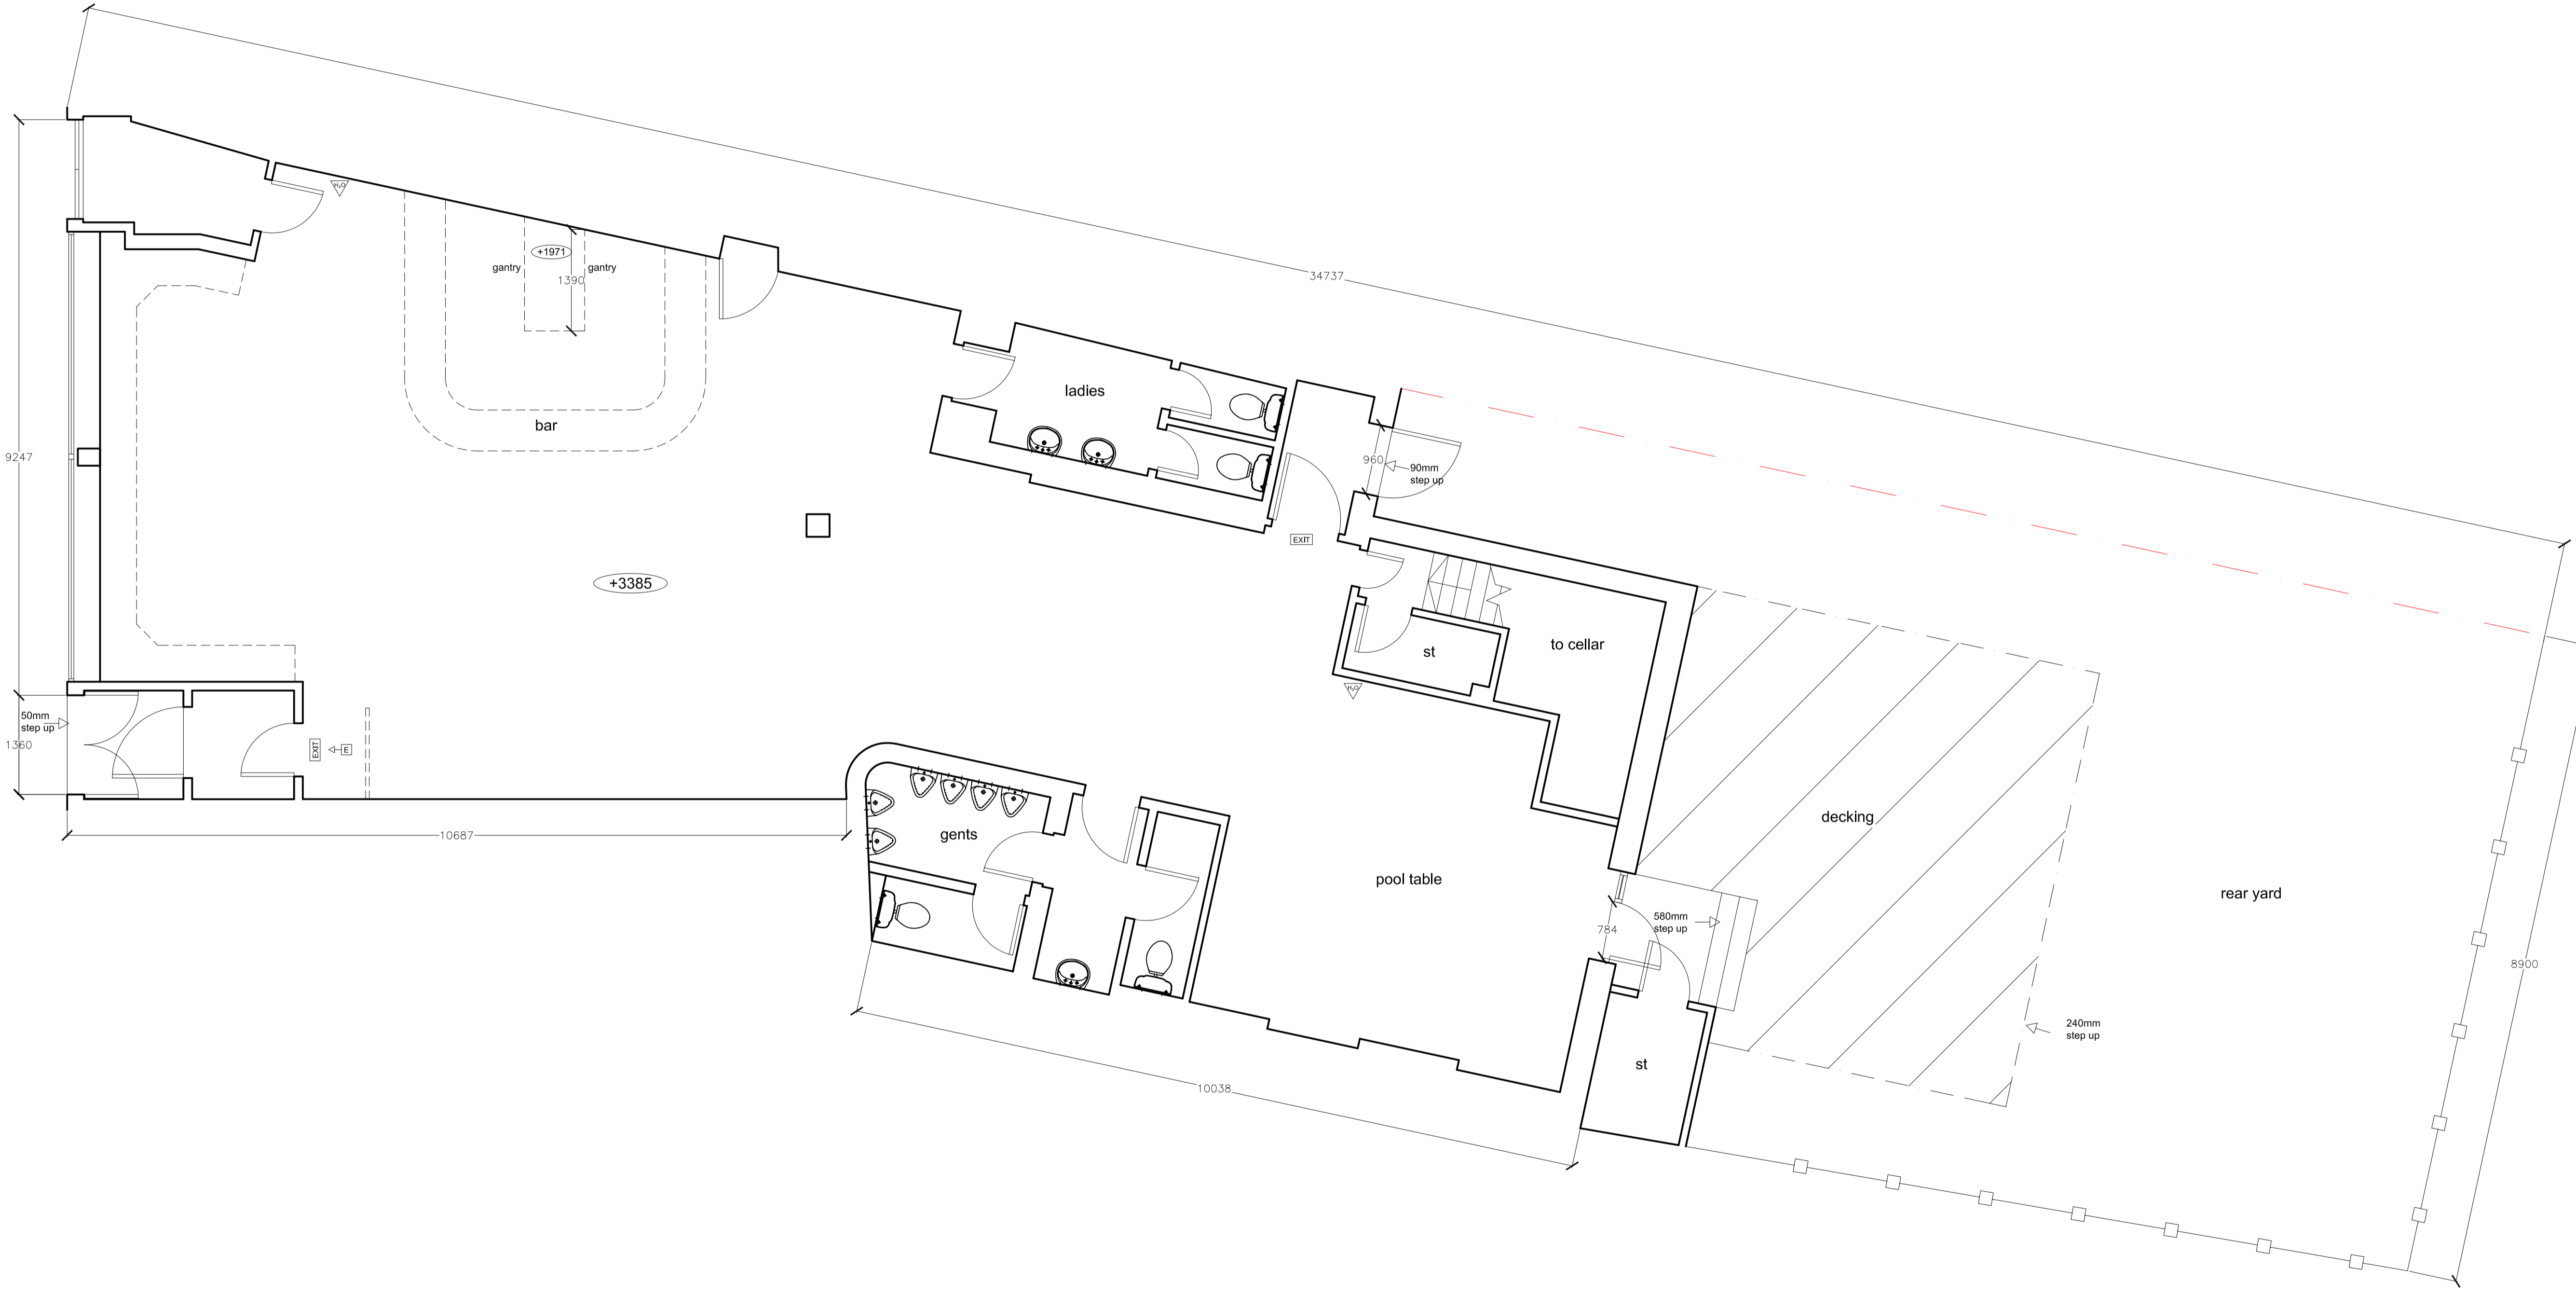 34737
H₂O
+1971
gantry
gantry
1390
ladies
bar
9247
960
90mm
step up
EXIT
+3385
to cellar
st
H₂O
50mm
step up
1360
EXIT
E
decking
10687
gents
pool table
rear yard
580mm
step up
784
8900
240mm
step up
st
10038